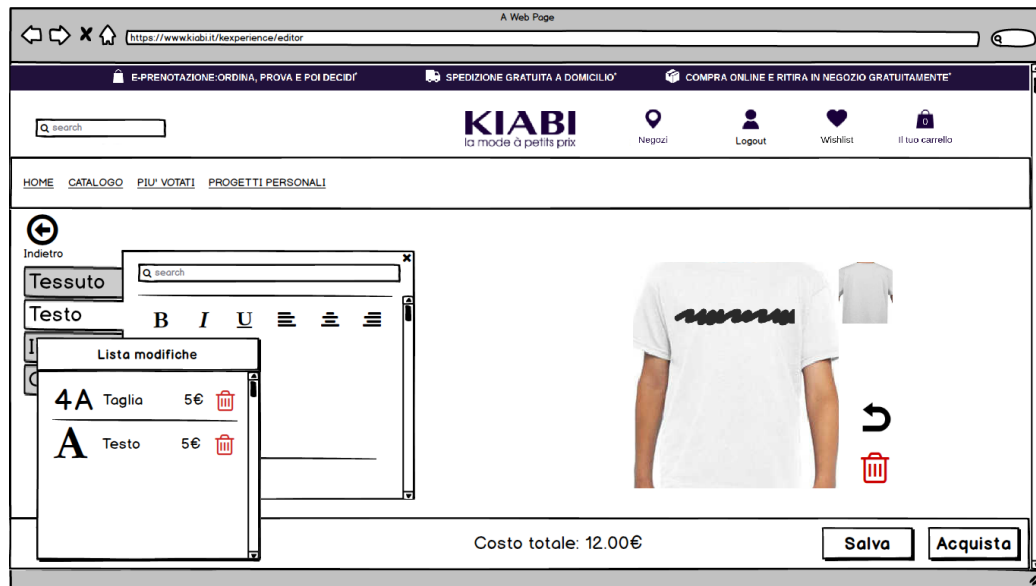 A Web Page
https://www.kiabi.it/kexperience/editor
E-PRENOTAZIONE:ORDINA, PROVA E POI DECIDI*
SPEDIZIONE GRATUITA A DOMICILIO*
COMPRA ONLINE E RITIRA IN NEGOZIO GRATUITAMENTE*
search
KIABI
la mode à petits prix
Negozi
Logout
Wishlist
0
Il tuo carrello
HOME CATALOGO PIU' VOTATI PROGETTI PERSONALI
Indietro
Tessuto
Testo
search
B I U
Lista modifiche
4A Taglia 5€
A Testo 5€
Costo totale: 12.00€
Salva
Acquista